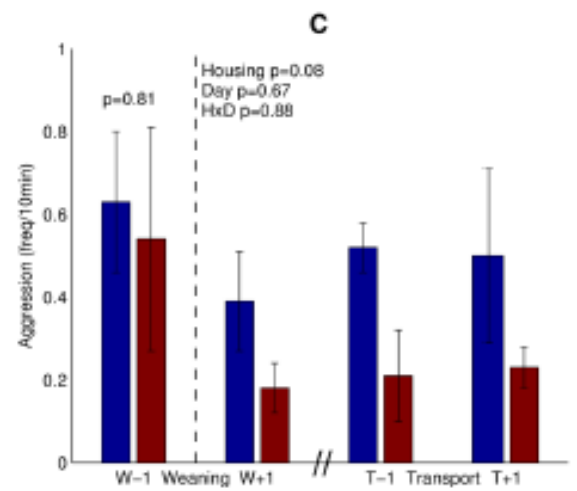 C
1
Housing p=0.08
Day p=0.67
HxD p=0.88
p=0.81
0.8
0.6
0.4
0.2
0
Aggression (freq/10min)
W−1 Weaning W+1 // T−1 Transport T+1